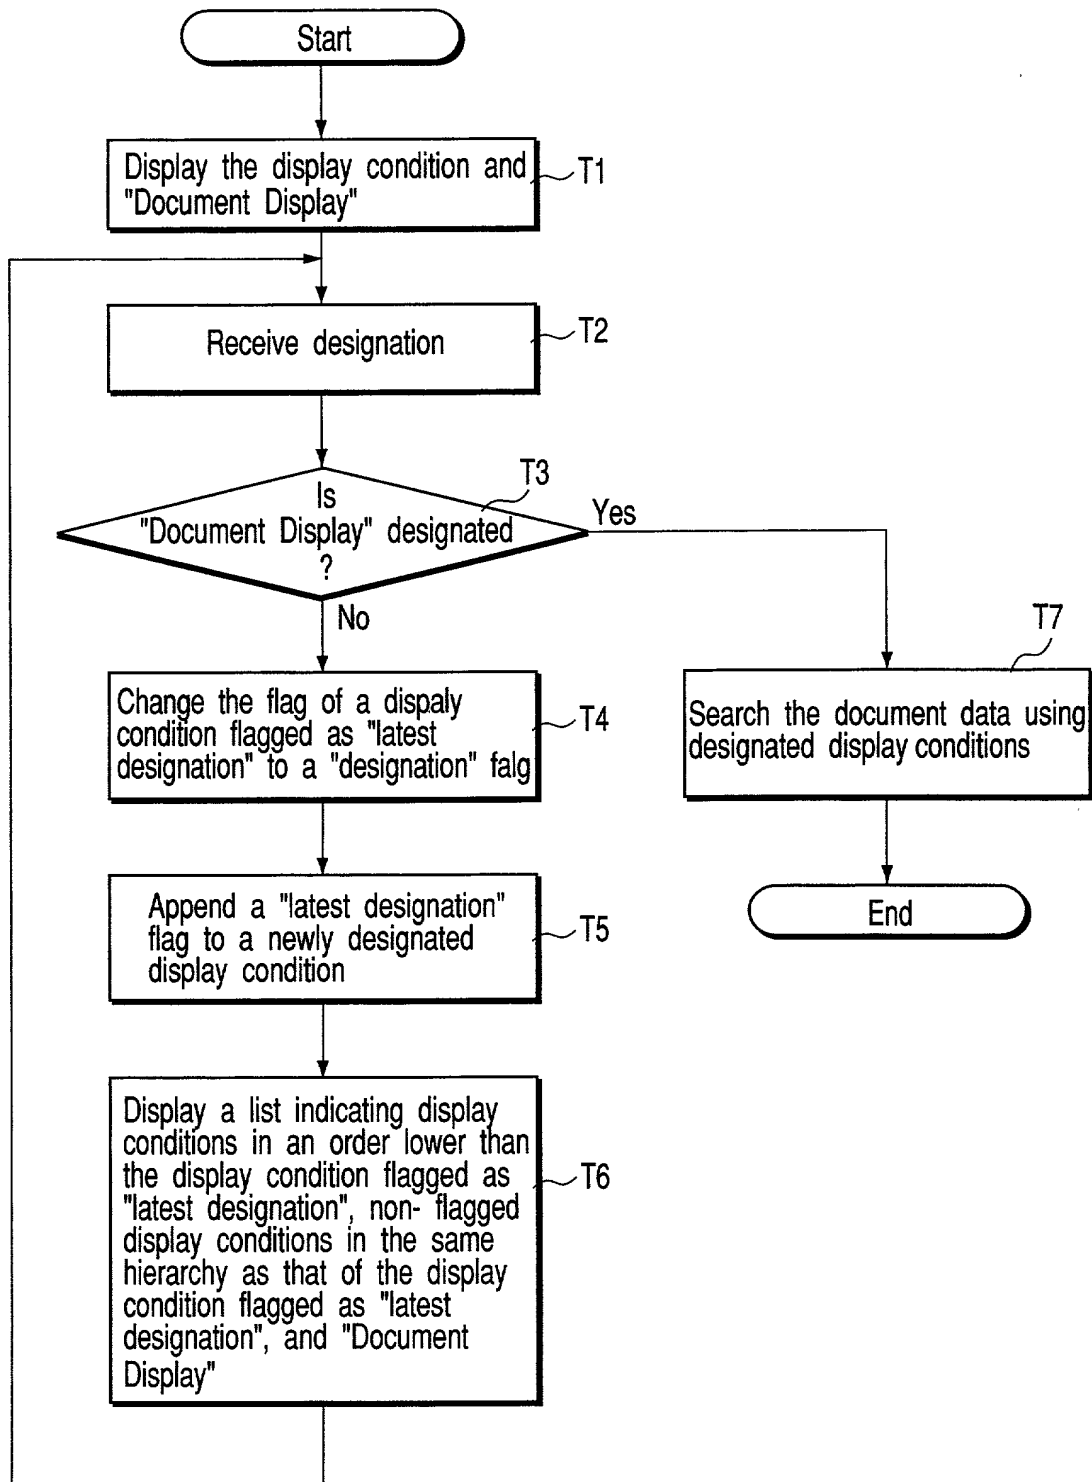 Start
Display the display condition and
"Document Display"
T1
Receive designation
T2
T3
Is
"Document Display" designated
?
Yes
No
T7
Change the flag of a dispaly
condition flagged as "latest
designation" to a "designation" falg
T4
Search the document data using
designated display conditions
Append a "latest designation"
flag to a newly designated
display condition
T5
End
Display a list indicating display
conditions in an order lower than
the display condition flagged as
"latest designation", non- flagged
display conditions in the same
hierarchy as that of the display
condition flagged as "latest
designation", and "Document
Display"
T6